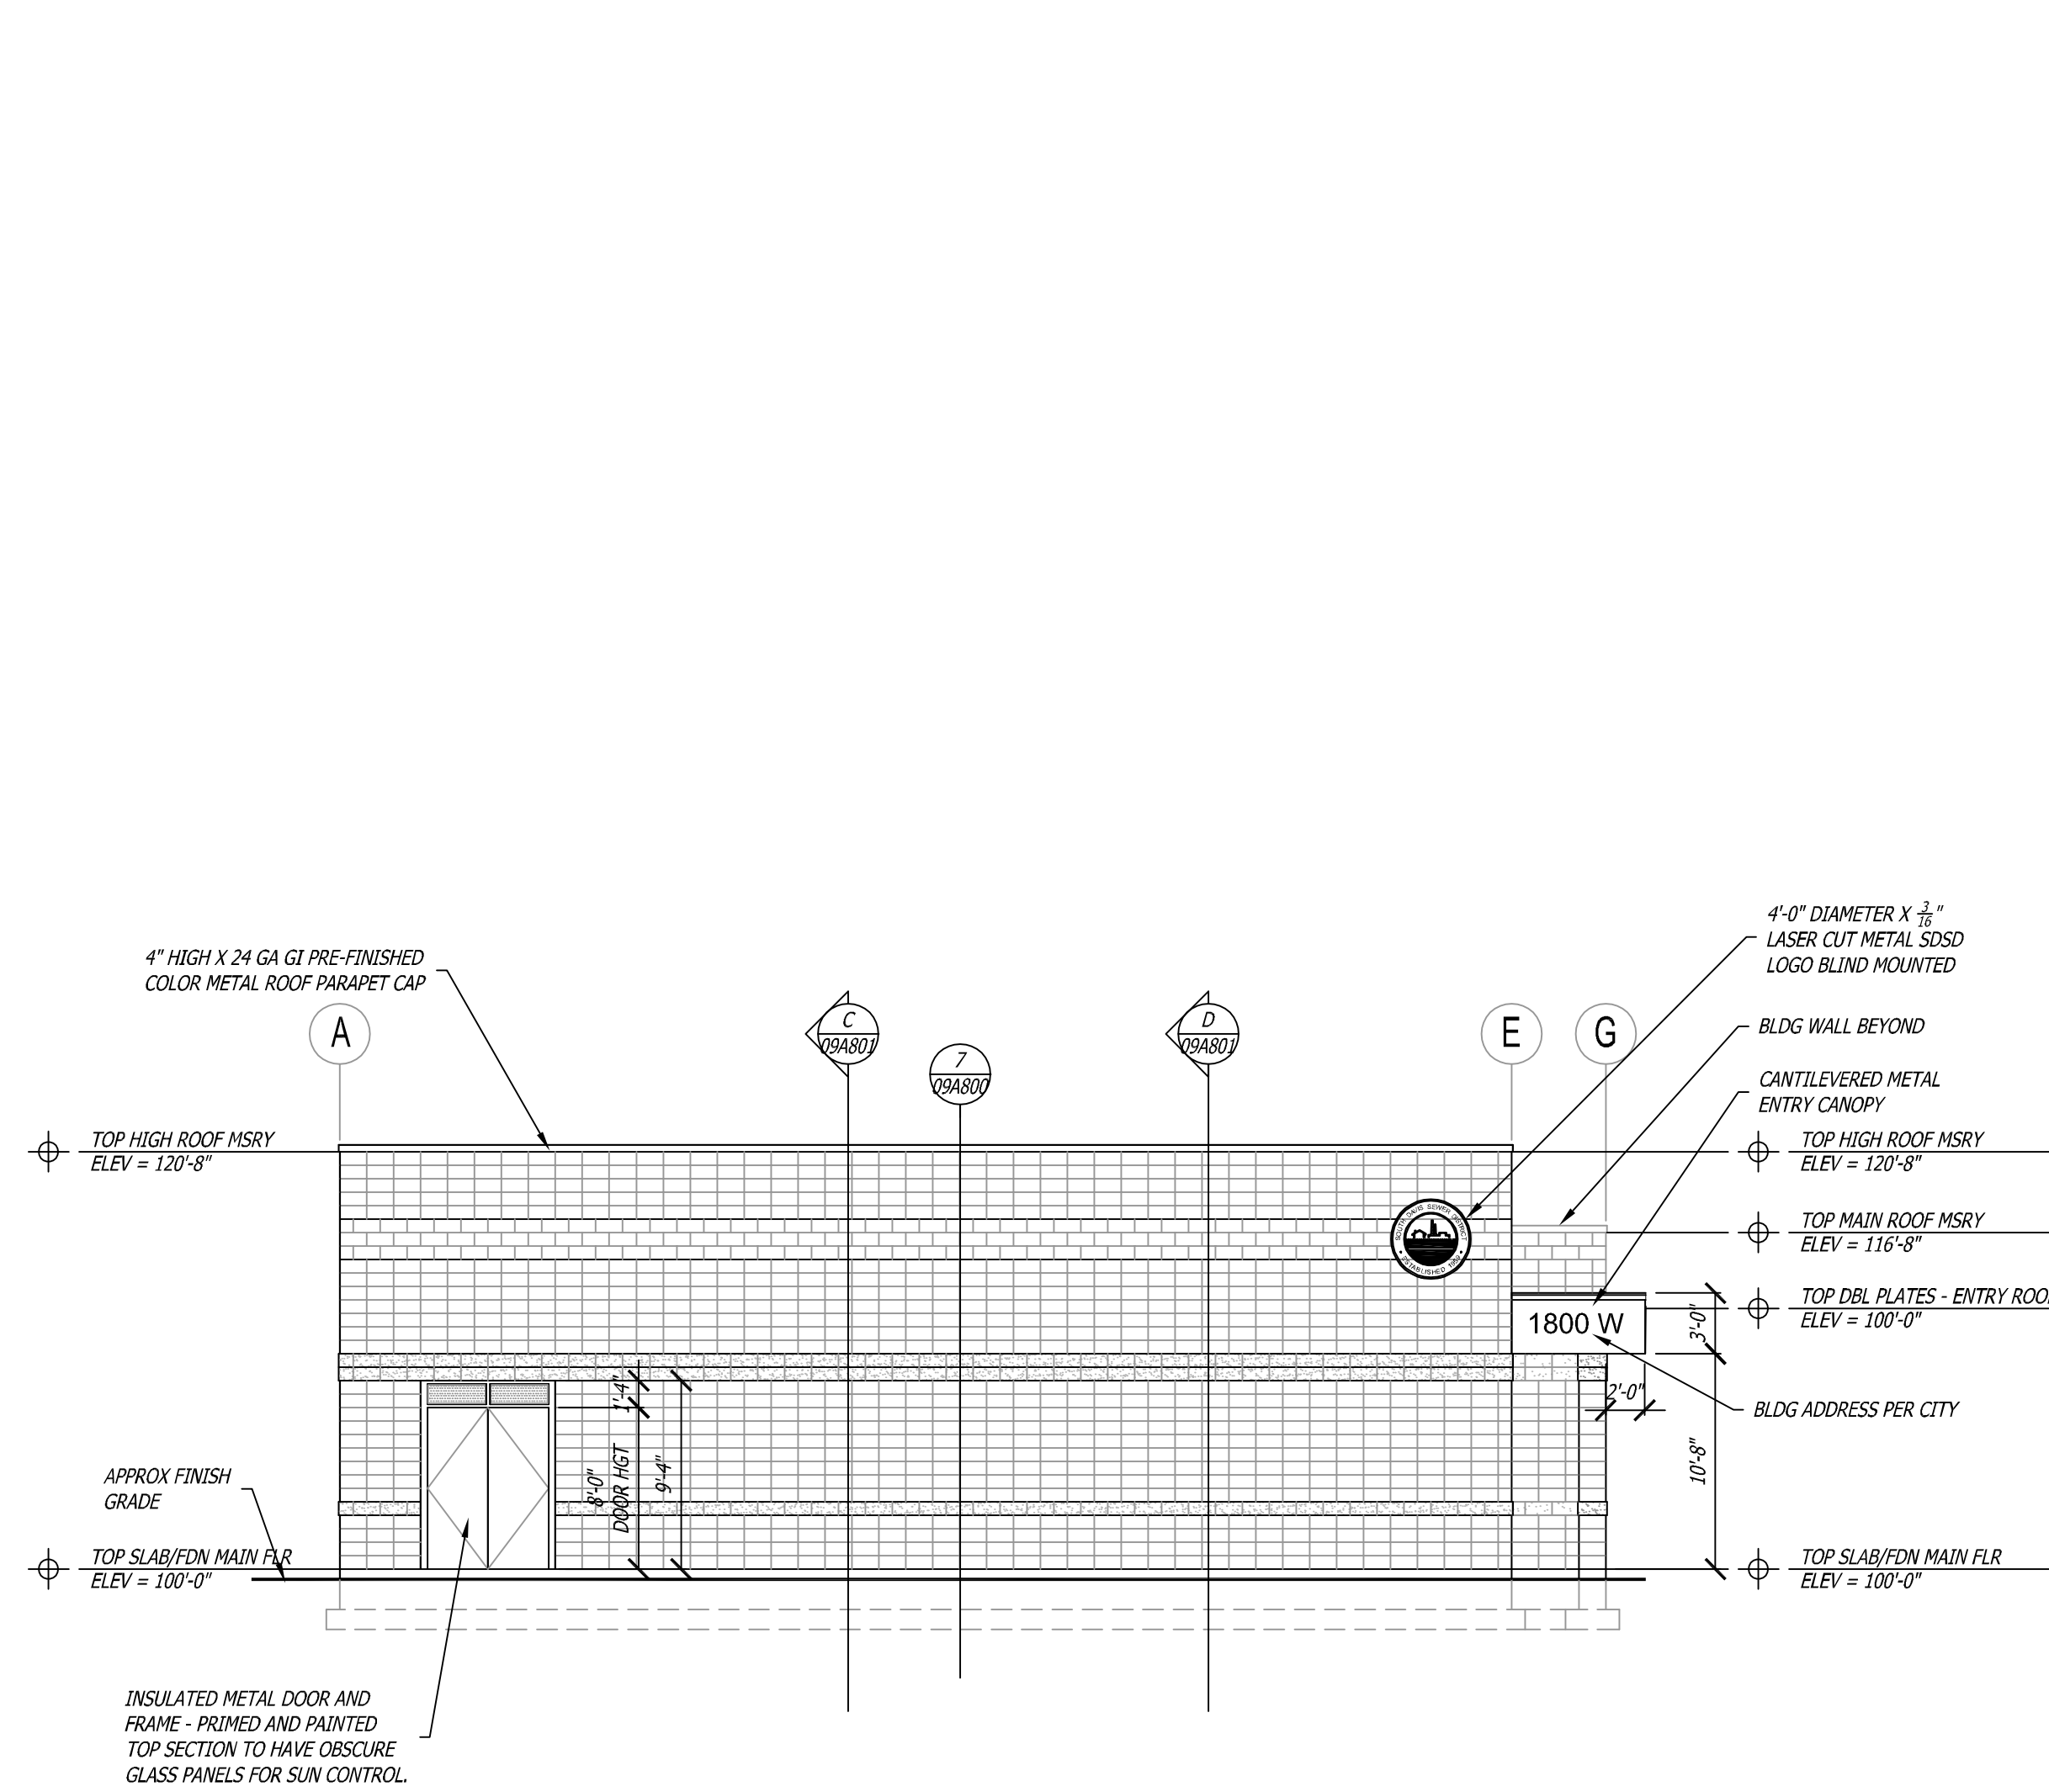 4'-0" DIAMETER X 3/16"
LASER CUT METAL SDSD
LOGO BLIND MOUNTED
4" HIGH X 24 GA GI PRE-FINISHED
COLOR METAL ROOF PARAPET CAP
BLDG WALL BEYOND
A
C
09A801
7
09A800
D
09A801
E
G
CANTILEVERED METAL
ENTRY CANOPY
TOP HIGH ROOF MSRY
ELEV = 120'-8"
TOP HIGH ROOF MSRY
ELEV = 120'-8"
SOUTH DAVIS SEWER DISTRICT
ESTABLISHED 1959
TOP MAIN ROOF MSRY
ELEV = 116'-8"
TOP DBL PLATES - ENTRY ROO
ELEV = 100'-0"
1800 W
3'-0"
2'-0"
BLDG ADDRESS PER CITY
10'-8"
1'-4"
8'-0"
DOOR HGT
9'-4"
APPROX FINISH
GRADE
TOP SLAB/FDN MAIN FLR
ELEV = 100'-0"
TOP SLAB/FDN MAIN FLR
ELEV = 100'-0"
INSULATED METAL DOOR AND
FRAME - PRIMED AND PAINTED
TOP SECTION TO HAVE OBSCURE
GLASS PANELS FOR SUN CONTROL.